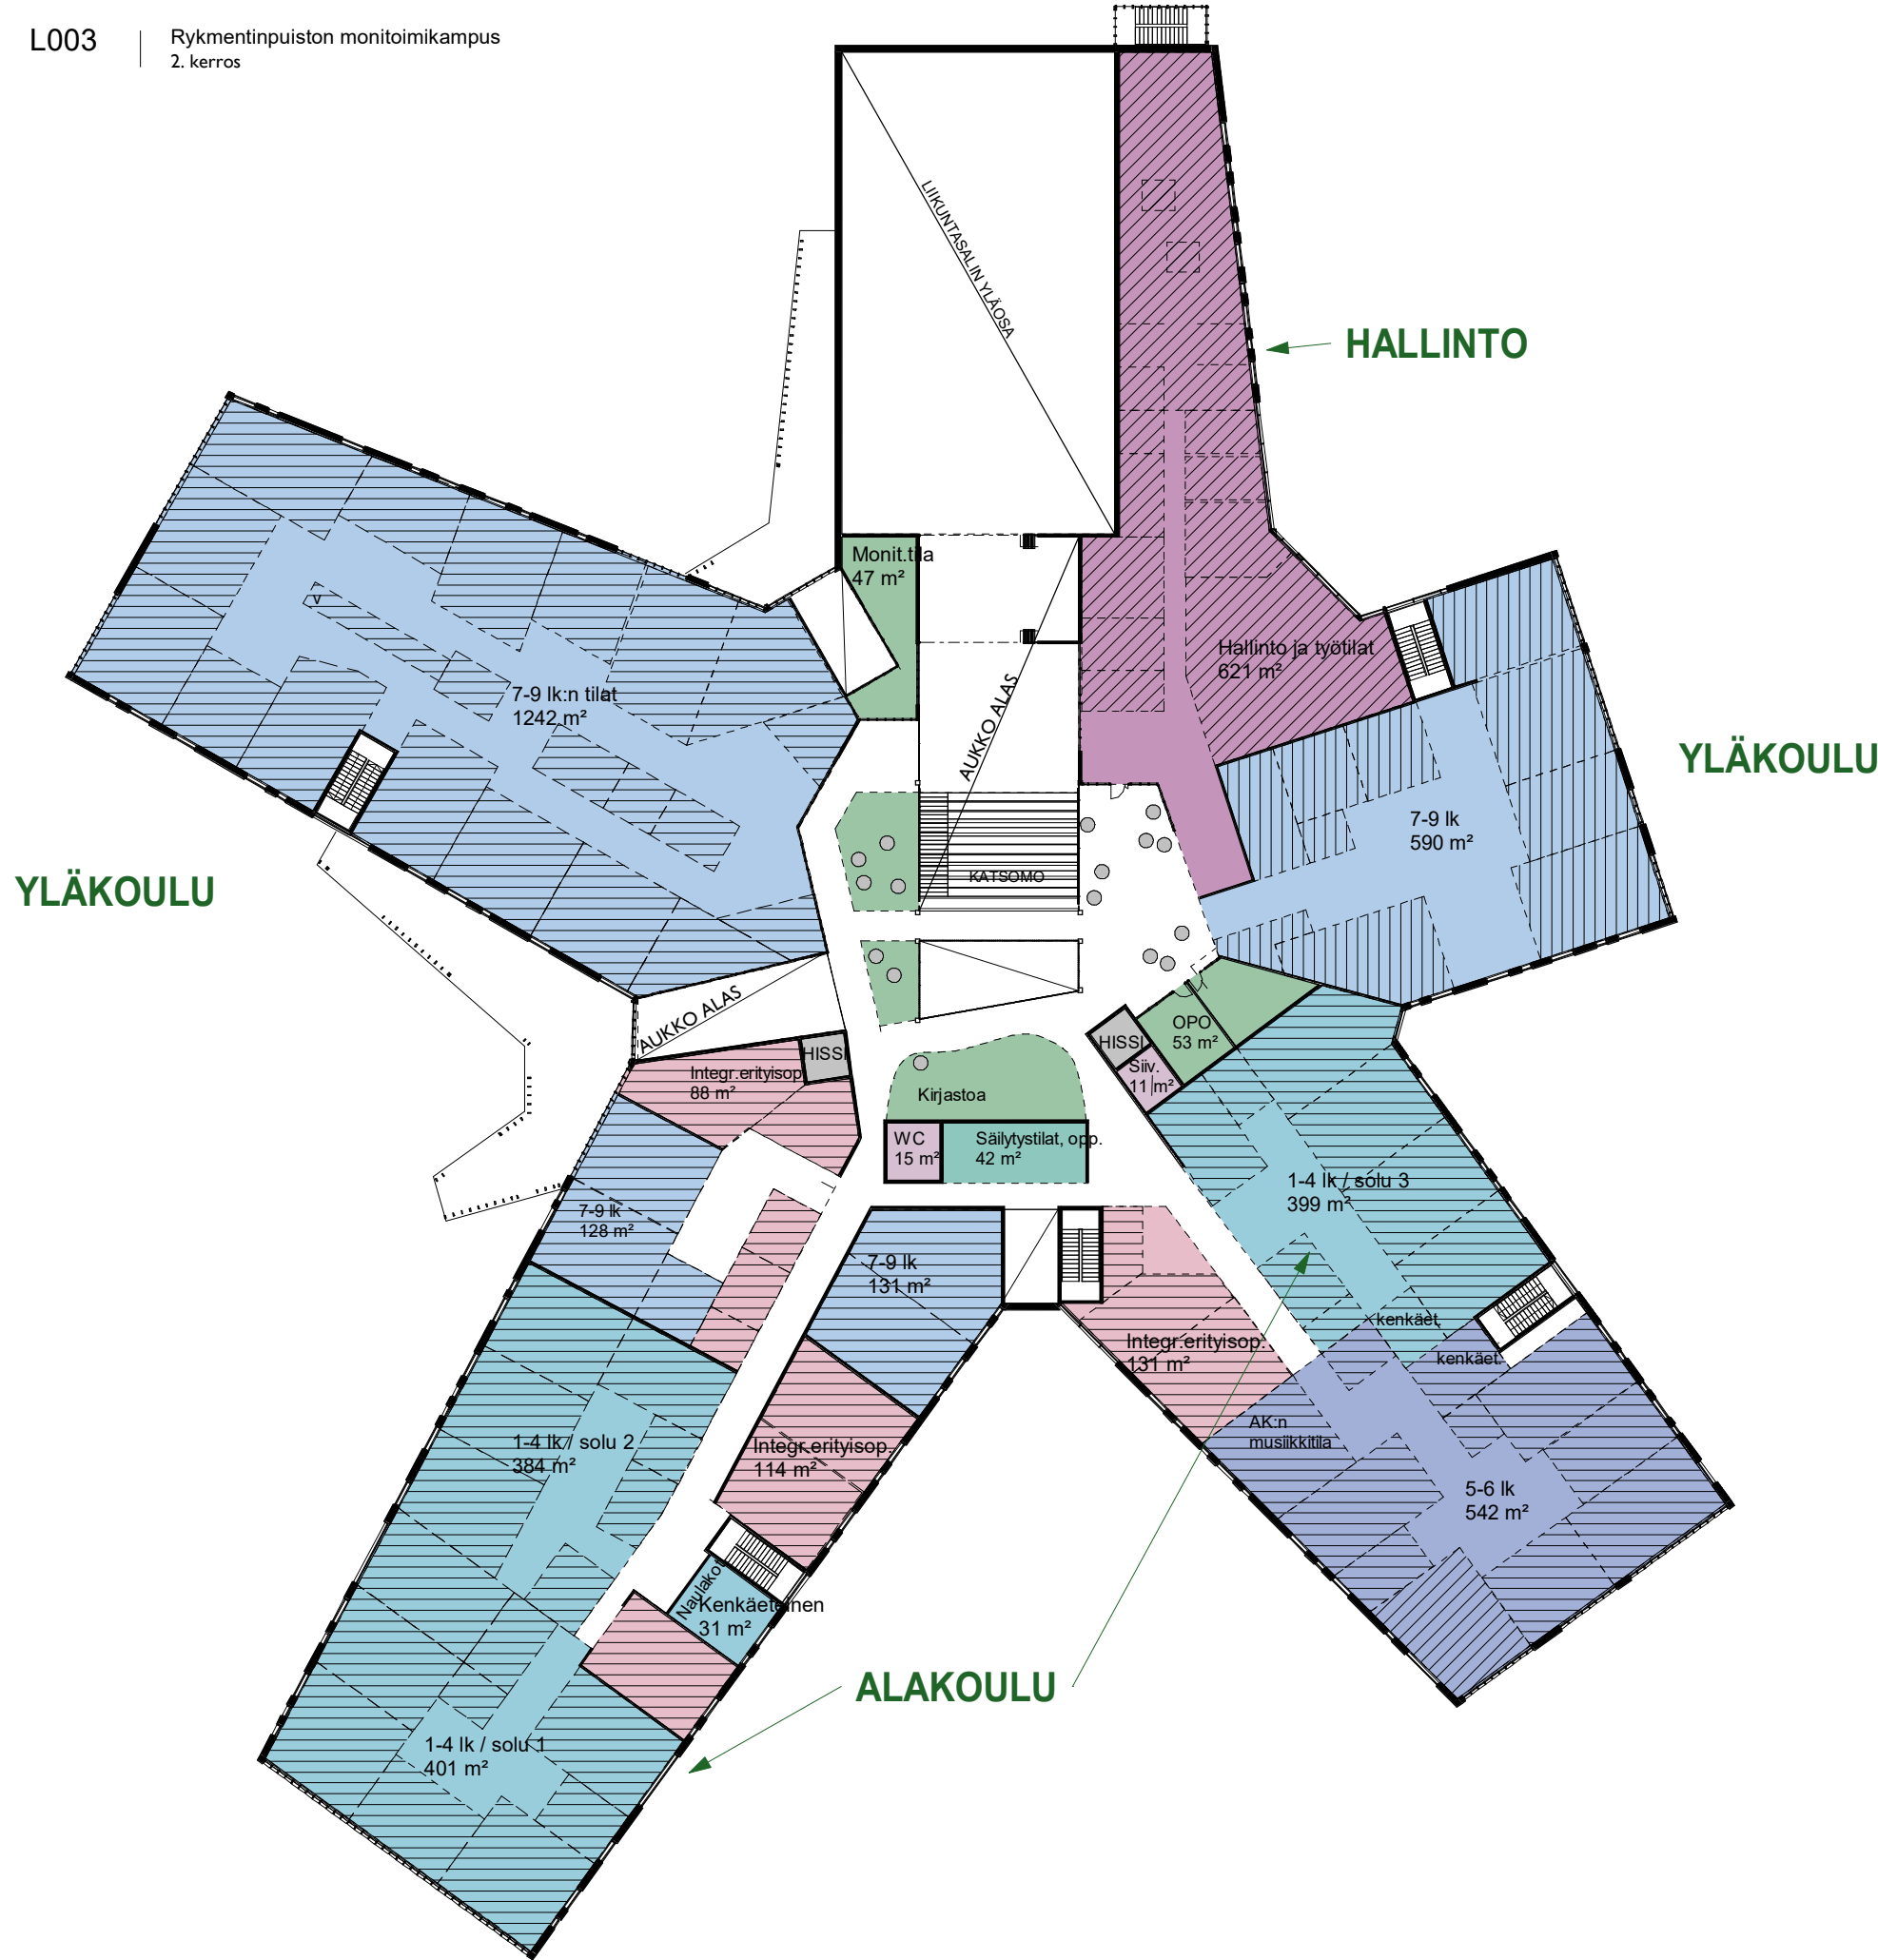 L003
Rykmentinpuiston monitoimikampus
2. kerros
LIIKUNTASALIN YLÄOSA
HALLINTO
Monit.tila
47 m²
Hallinto ja työtilat
621 m²
V
7-9 lk:n tilat
1242 m²
AUKKO ALAS
YLÄKOULU
7-9 lk
590 m²
KATSOMO
YLÄKOULU
AUKKO ALAS
HISSI
Integr.erityisop.
88 m²
OPO
53 m²
HISSI
Siiv.
11 m²
Kirjastoa
WC
15 m²
Säilytystilat, opp.
42 m²
1-4 lk / solu 3
399 m²
7-9 lk
128 m²
7-9 lk
131 m²
kenkäet.
Integr.erityisop.
131 m²
kenkäet.
AK:n
musiikkitila
1-4 lk / solu 2
384 m²
Integr.erityisop.
114 m²
5-6 lk
542 m²
Naulakot
Kenkäeteinen
31 m²
ALAKOULU
1-4 lk / solu 1
401 m²